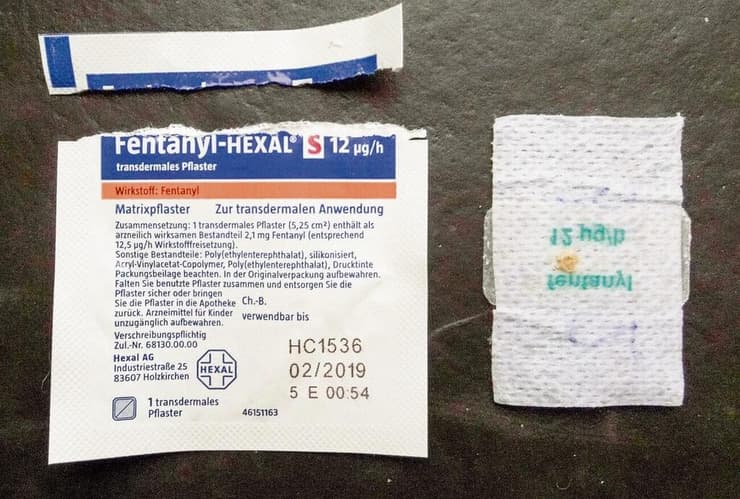 Fentanyl-HEXAL® S 12 µg/h
transdermales Pflaster
Wirkstoff: Fentanyl
Matrixpflaster Zur transdermalen Anwendung
Zusammensetzung: 1 transdermales Pflaster (5,25 cm²) enthält als
arzneilich wirksamen Bestandteil 2,1 mg Fentanyl (entsprechend
12,5 µg/h Wirkstofffreisetzung).
Sonstige Bestandteile: Poly(ethylenterephthalat), silikonisiert,
Acryl-Vinylacetat-Copolymer, Poly(ethylenterephthalat), Drucktinte
Packungsbeilage beachten. In der Originalverpackung aufbewahren.
Falten Sie benutzte Pflaster zusammen und entsorgen Sie die
Pflaster sicher oder bringen
Sie die Pflaster in die Apotheke
zurück. Arzneimittel für Kinder
unzugänglich aufbewahren.
Ch.-B.
verwendbar bis
Verschreibungspflichtig
Zul.-Nr. 68130.00.00
Hexal AG
Industriestraße 25
83607 Holzkirchen
HEXAL
HC1536
02/2019
5 E 00:54
1 transdermales
Pflaster
46151163
12 µg/h
fentanyl